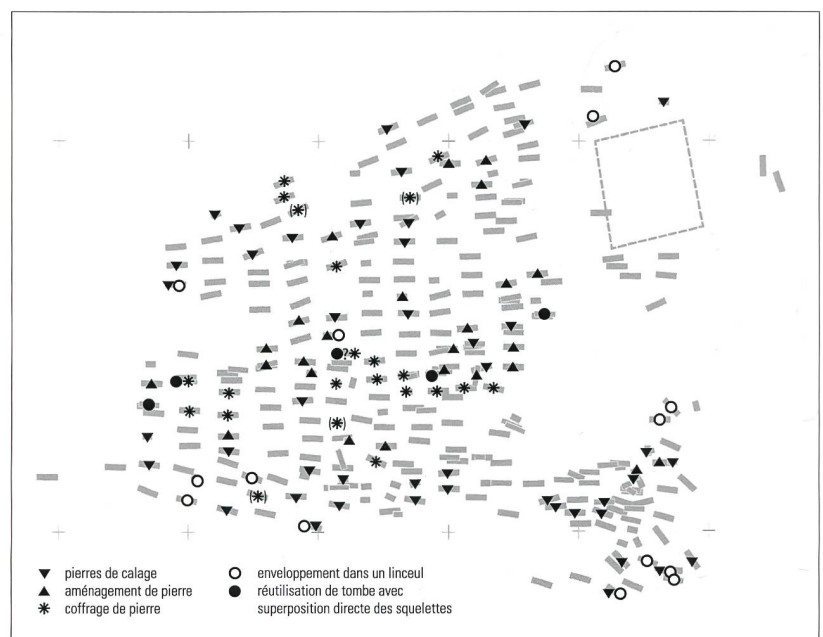 ?
pierres de calage
aménagement de pierre
coffrage de pierre
enveloppement dans un linceul
réutilisation de tombe avec
superposition directe des squelettes